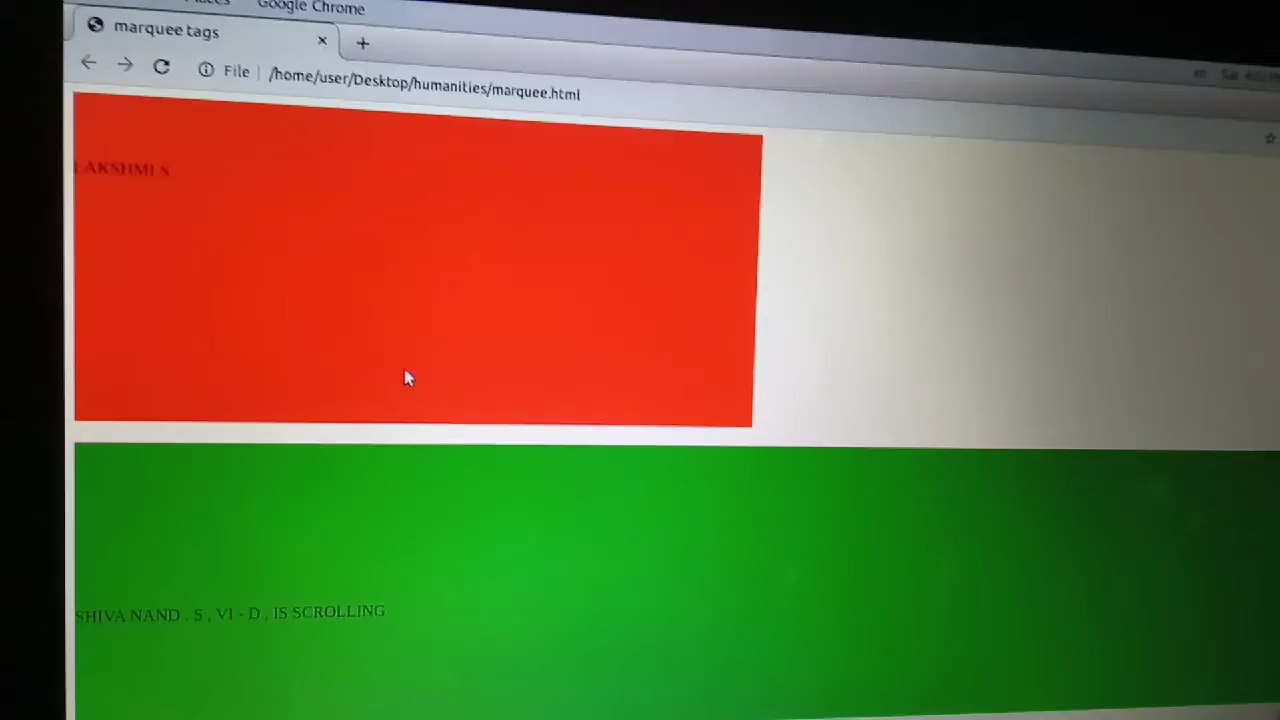 Google Chrome
marquee tags
File /home/user/Desktop/humanities/marquee.html
LAKSHMI S
SHIVA NAND . S , VI - D , IS SCROLLING